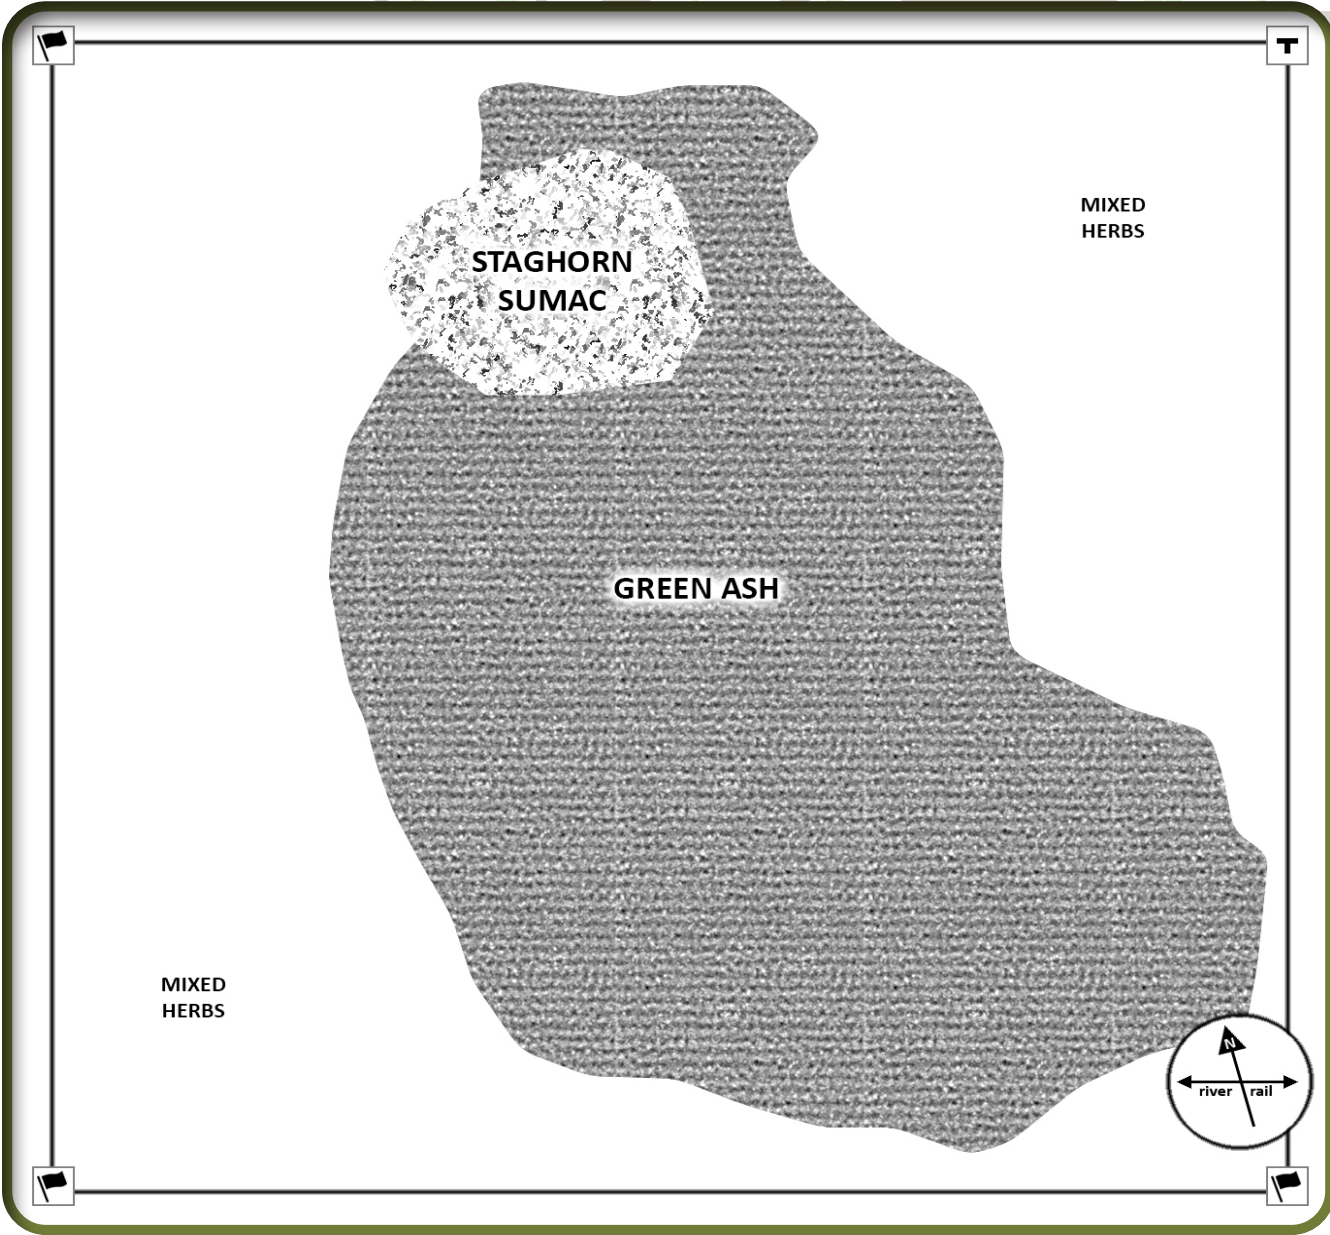 T
MIXED
HERBS
STAGHORN
SUMAC
GREEN ASH
MIXED
HERBS
N
river rail